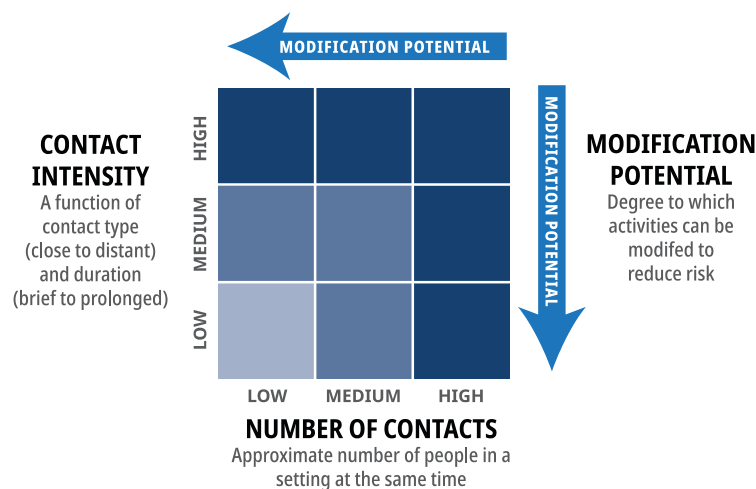 MODIFICATION POTENTIAL
CONTACT
INTENSITY
A function of
contact type
(close to distant)
and duration
(brief to prolonged)
HIGH
MEDIUM
LOW
LOW
MEDIUM
HIGH
NUMBER OF CONTACTS
Approximate number of people in a
setting at the same time
MODIFICATION POTENTIAL
MODIFICATION
POTENTIAL
Degree to which
activities can be
modifed to
reduce risk